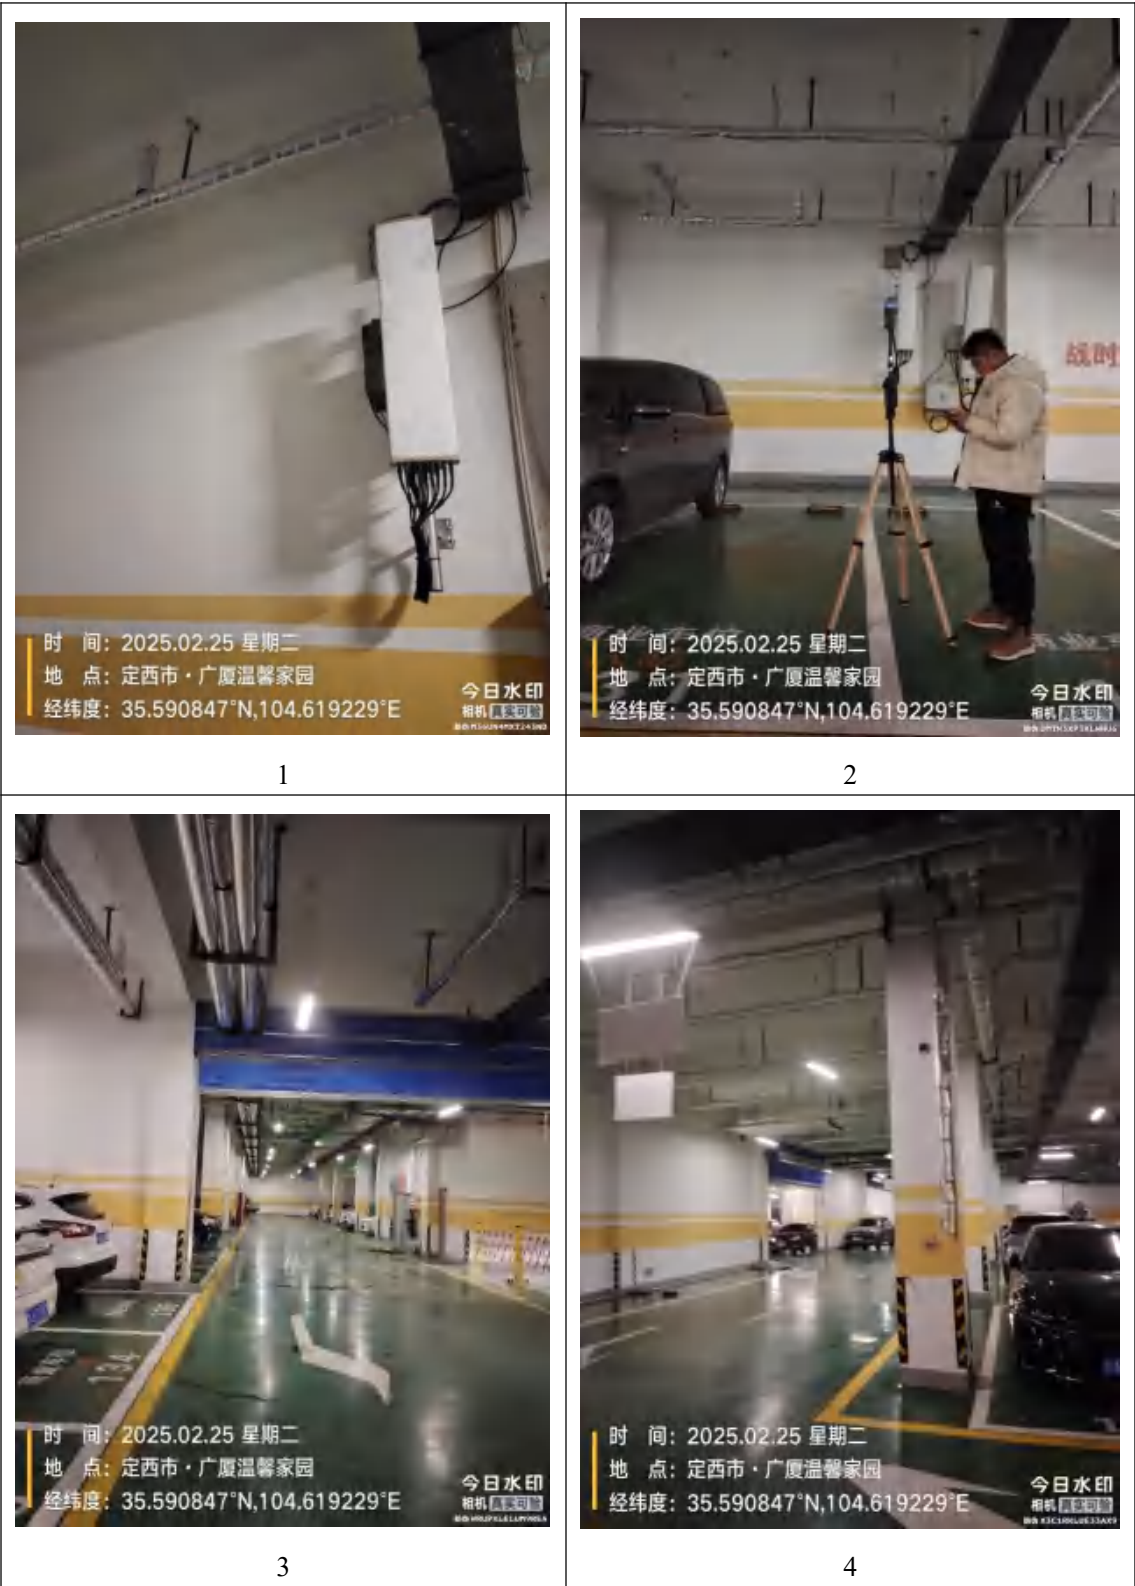 时 间：2025.02.25 星期二
地 点：定西市·广厦温馨家园
经纬度：35.590847°N,104.619229°E
今日水印
相机 真实可验
1
战时
时 间：2025.02.25 星期二
地 点：定西市·广厦温馨家园
经纬度：35.590847°N,104.619229°E
今日水印
相机 真实可验
2
134
时 间：2025.02.25 星期二
地 点：定西市·广厦温馨家园
经纬度：35.590847°N,104.619229°E
今日水印
相机 真实可验
3
时 间：2025.02.25 星期二
地 点：定西市·广厦温馨家园
经纬度：35.590847°N,104.619229°E
今日水印
相机 真实可验
4